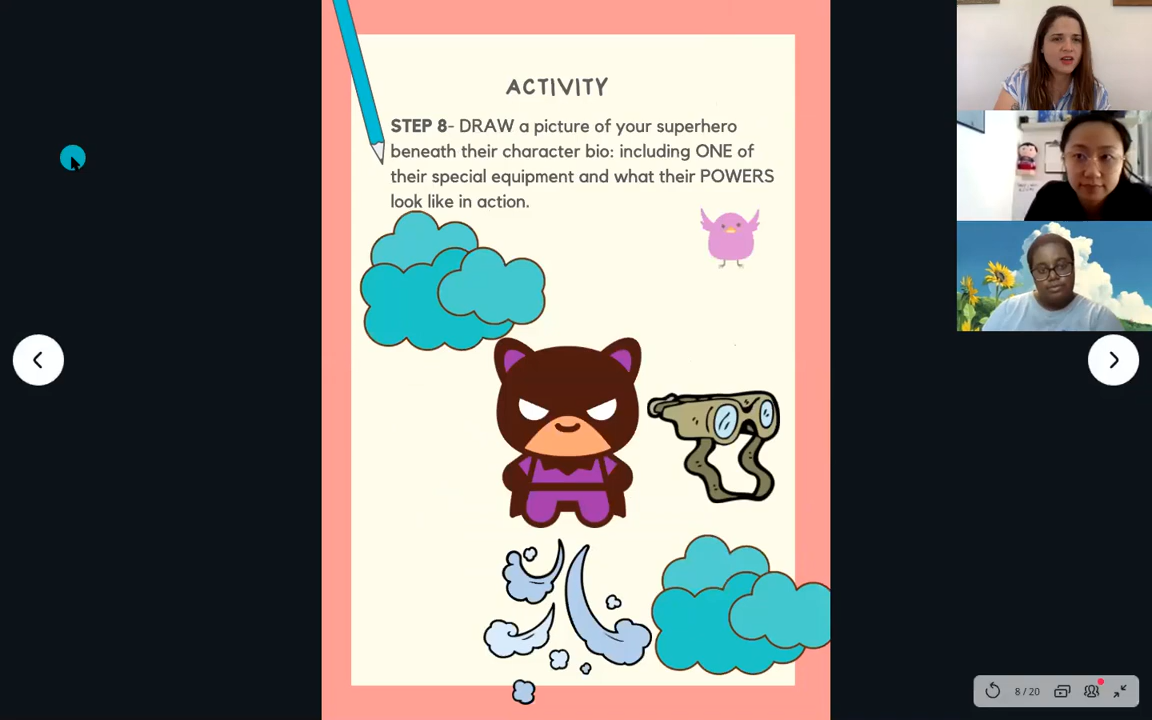 ACTIVITY
STEP 8- DRAW a picture of your superhero
beneath their character bio: including ONE of
their special equipment and what their POWERS
look like in action.
8 / 20